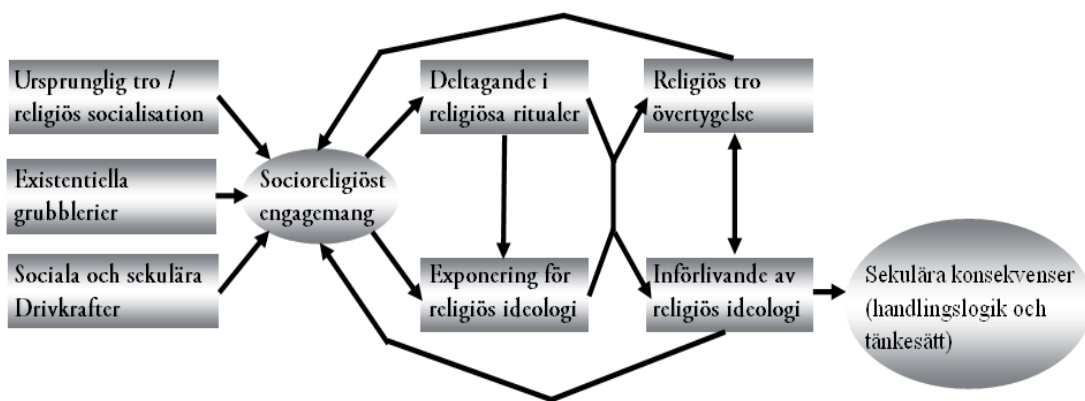 Ursprunglig tro /
religiös socialisation
Existentiella
grubblerier
Sociala och sekulära
Drivkrafter
Socioreligiöst
engagemang
Deltagande i
religiösa ritualer
Exponering för
religiös ideologi
Religiös tro
övertygelse
Införlivande av
religiös ideologi
Sekulära konsekvenser
(handlingslogik och
tänkesätt)